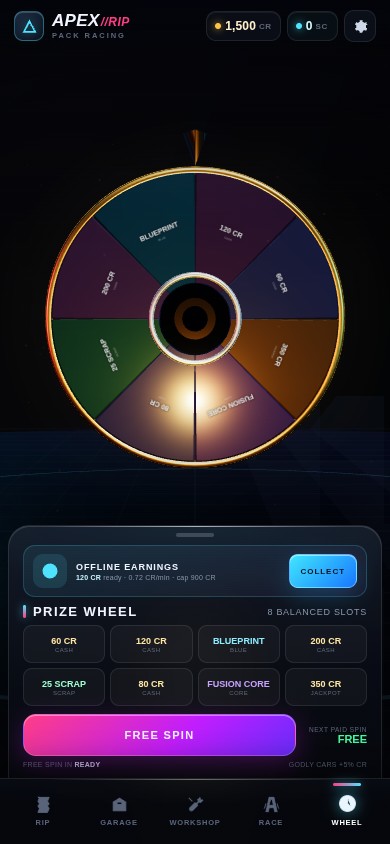 APEX//RIP
PACK RACING
1,500 CR
0 SC
BLUEPRINT
120 CR
200 CR
60 CR
25 SCRAP
350 CR
80 CR
FUSION CORE
OFFLINE EARNINGS
120 CR ready · 0.72 CR/min · cap 900 CR
COLLECT
PRIZE WHEEL
8 BALANCED SLOTS
60 CR
CASH
120 CR
CASH
BLUEPRINT
BLUE
200 CR
CASH
25 SCRAP
SCRAP
80 CR
CASH
FUSION CORE
CORE
350 CR
JACKPOT
FREE SPIN
NEXT PAID SPIN
FREE
FREE SPIN IN READY
GODLY CARS +5% CR
RIP
GARAGE
WORKSHOP
RACE
WHEEL